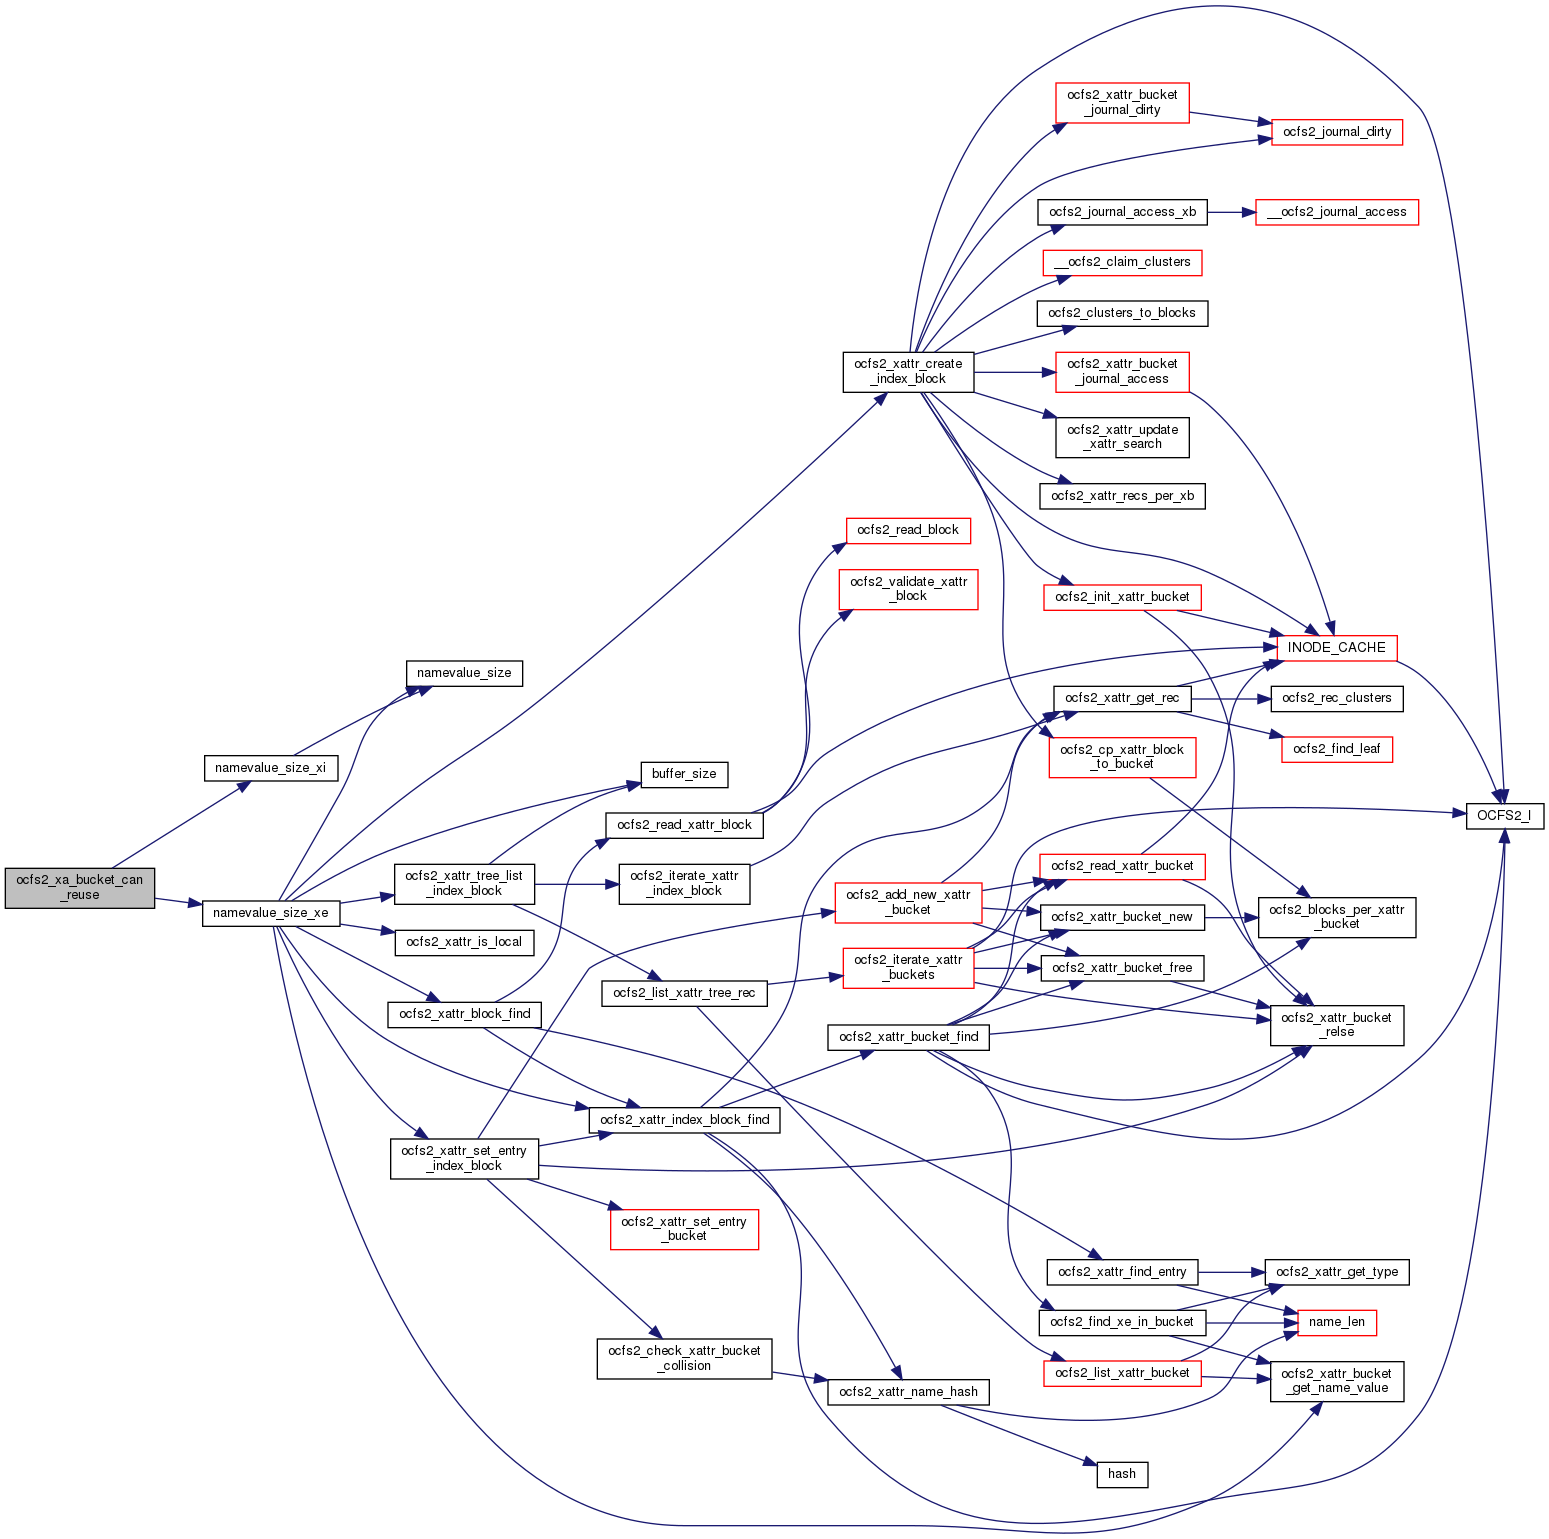 ocfs2_xa_bucket_can
_reuse
namevalue_size_xi
namevalue_size_xe
namevalue_size
ocfs2_xattr_tree_list
_index_block
ocfs2_xattr_is_local
ocfs2_xattr_block_find
ocfs2_xattr_set_entry
_index_block
buffer_size
ocfs2_read_xattr_block
ocfs2_iterate_xattr
_index_block
ocfs2_list_xattr_tree_rec
ocfs2_xattr_index_block_find
ocfs2_xattr_set_entry
_bucket
ocfs2_check_xattr_bucket
_collision
ocfs2_xattr_create
_index_block
ocfs2_read_block
ocfs2_validate_xattr
_block
ocfs2_add_new_xattr
_bucket
ocfs2_iterate_xattr
_buckets
ocfs2_xattr_bucket_find
ocfs2_xattr_name_hash
ocfs2_xattr_bucket
_journal_dirty
ocfs2_journal_access_xb
__ocfs2_claim_clusters
ocfs2_clusters_to_blocks
ocfs2_xattr_bucket
_journal_access
ocfs2_xattr_update
_xattr_search
ocfs2_xattr_recs_per_xb
ocfs2_init_xattr_bucket
ocfs2_xattr_get_rec
ocfs2_cp_xattr_block
_to_bucket
ocfs2_read_xattr_bucket
ocfs2_xattr_bucket_new
ocfs2_xattr_bucket_free
ocfs2_xattr_find_entry
ocfs2_find_xe_in_bucket
ocfs2_list_xattr_bucket
hash
ocfs2_journal_dirty
__ocfs2_journal_access
INODE_CACHE
ocfs2_rec_clusters
ocfs2_find_leaf
ocfs2_blocks_per_xattr
_bucket
ocfs2_xattr_bucket
_relse
ocfs2_xattr_get_type
name_len
ocfs2_xattr_bucket
_get_name_value
OCFS2_I